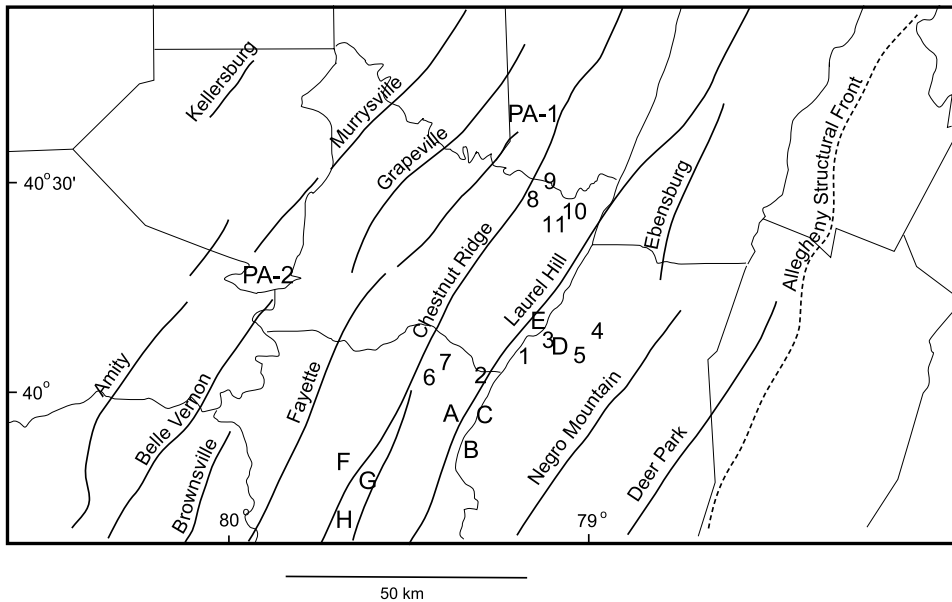 Kellersburg
Murrysville
Grapeville
PA-1
Allegheny Structural Front
40°30'
9
8
10
11
Ebensburg
PA-2
Chestnut Ridge
Laurel Hill
E
4
3
D
1
5
7
2
6
40°
Amity
Belle Vernon
Fayette
A
C
B
Negro Mountain
Deer Park
Brownsville
F
G
H
80°
79°
50 km